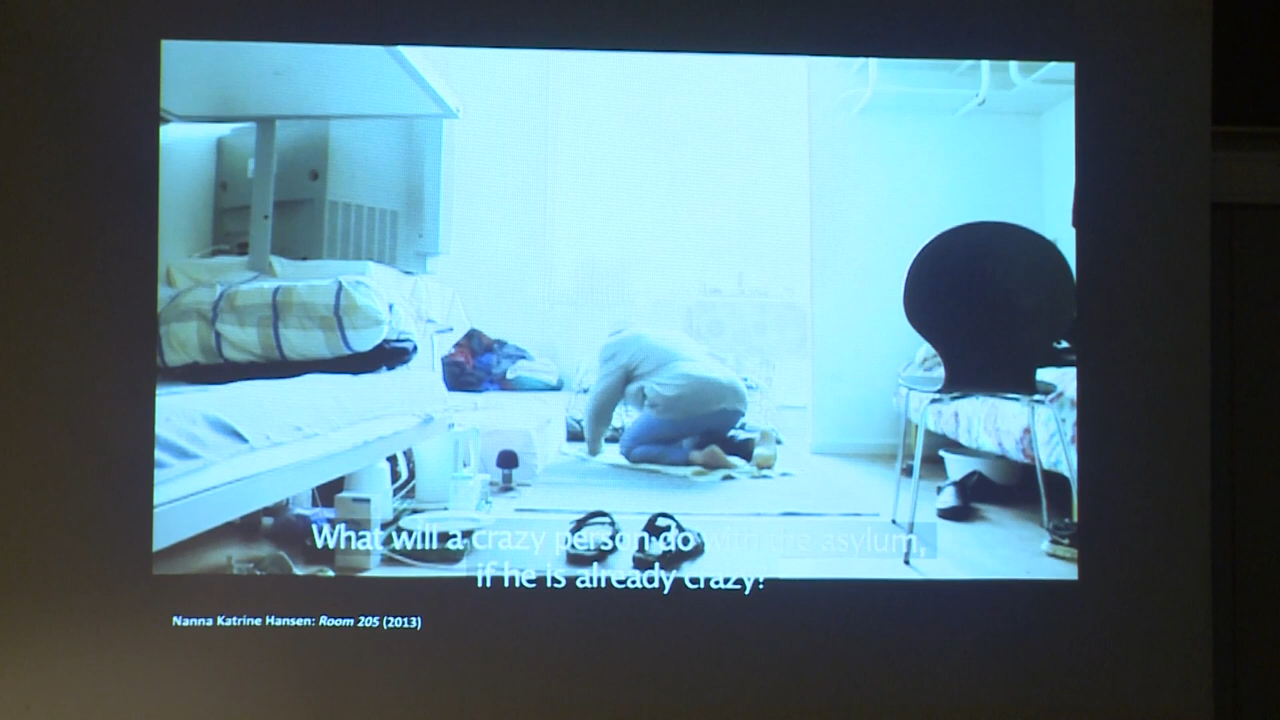 What will a crazy person do with the asylum,
if he is already crazy?
Nanna Katrine Hansen: Room 205 (2013)